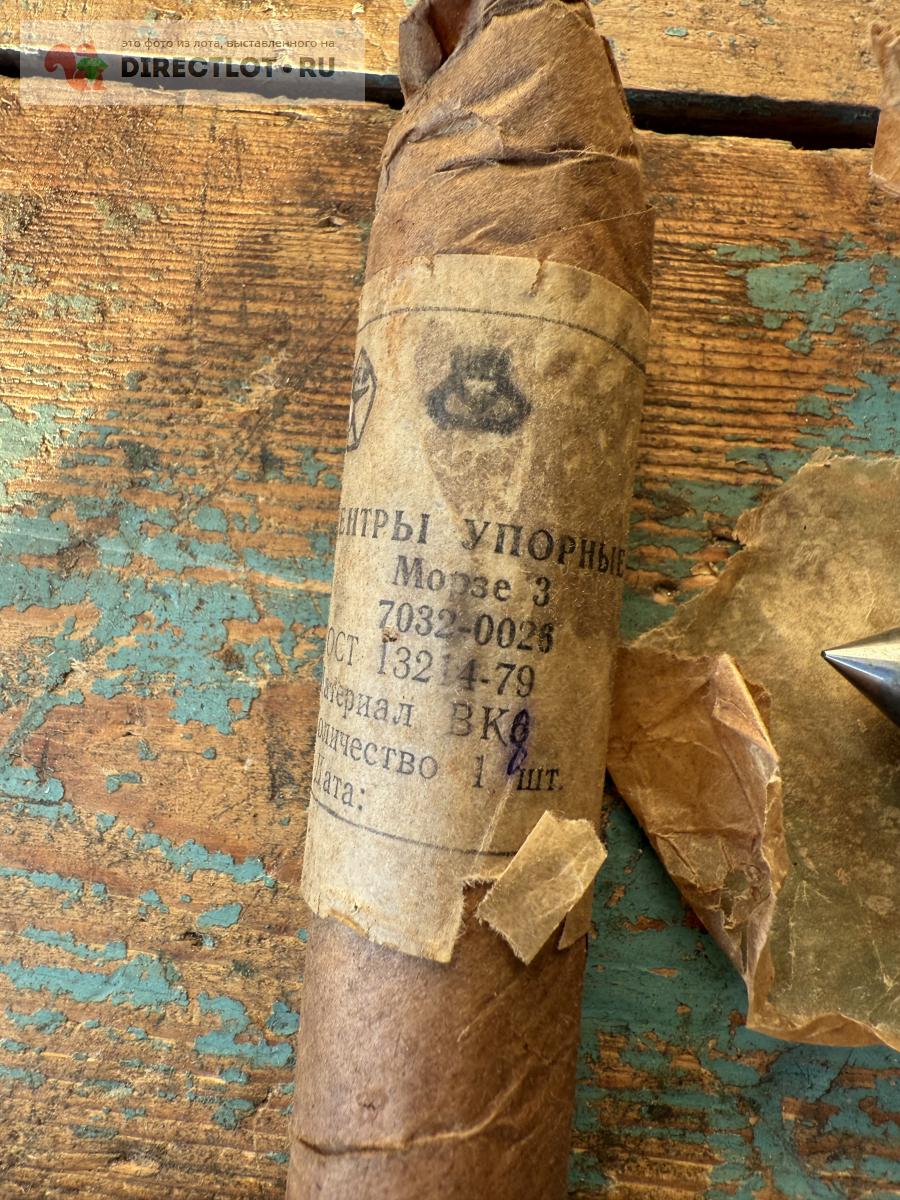 это фото из лота, выставленного на
DIRECTLOT.RU
ЕНТРЫ УПОРНЫЕ
Морзе 3
7032-0026
ОСТ 13214-79
атериал ВК6
8
оличество 1 шт.
Дата: